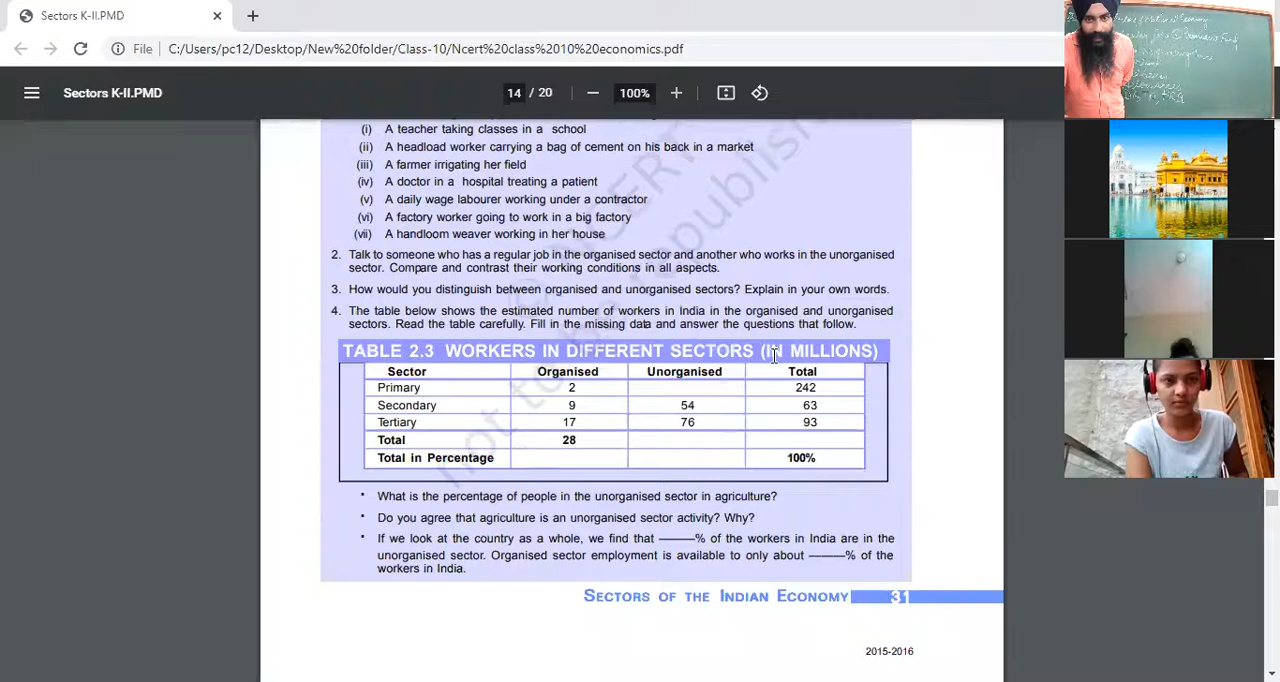 Sectors K-II.PMD
File C:/Users/pc12/Desktop/New%20folder/Class-10/Ncert%20class%2010%20economics.pdf
Sectors K-II.PMD 14 / 20 100%
(i) A teacher taking classes in a school
(ii) A headload worker carrying a bag of cement on his back in a market
(iii) A farmer irrigating her field
(iv) A doctor in a hospital treating a patient
(v) A daily wage labourer working under a contractor
(vi) A factory worker going to work in a big factory
(vii) A handloom weaver working in her house
2. Talk to someone who has a regular job in the organised sector and another who works in the unorganised
sector. Compare and contrast their working conditions in all aspects.
3. How would you distinguish between organised and unorganised sectors? Explain in your own words.
4. The table below shows the estimated number of workers in India in the organised and unorganised
sectors. Read the table carefully. Fill in the missing data and answer the questions that follow.
TABLE 2.3 WORKERS IN DIFFERENT SECTORS (IN MILLIONS)
Sector Organised Unorganised Total
Primary 2 242
Secondary 9 54 63
Tertiary 17 76 93
Total 28
Total in Percentage 100%
• What is the percentage of people in the unorganised sector in agriculture?
• Do you agree that agriculture is an unorganised sector activity? Why?
• If we look at the country as a whole, we find that ———% of the workers in India are in the
unorganised sector. Organised sector employment is available to only about ———% of the
workers in India.
SECTORS OF THE INDIAN ECONOMY 31
2015-2016
not to be republish